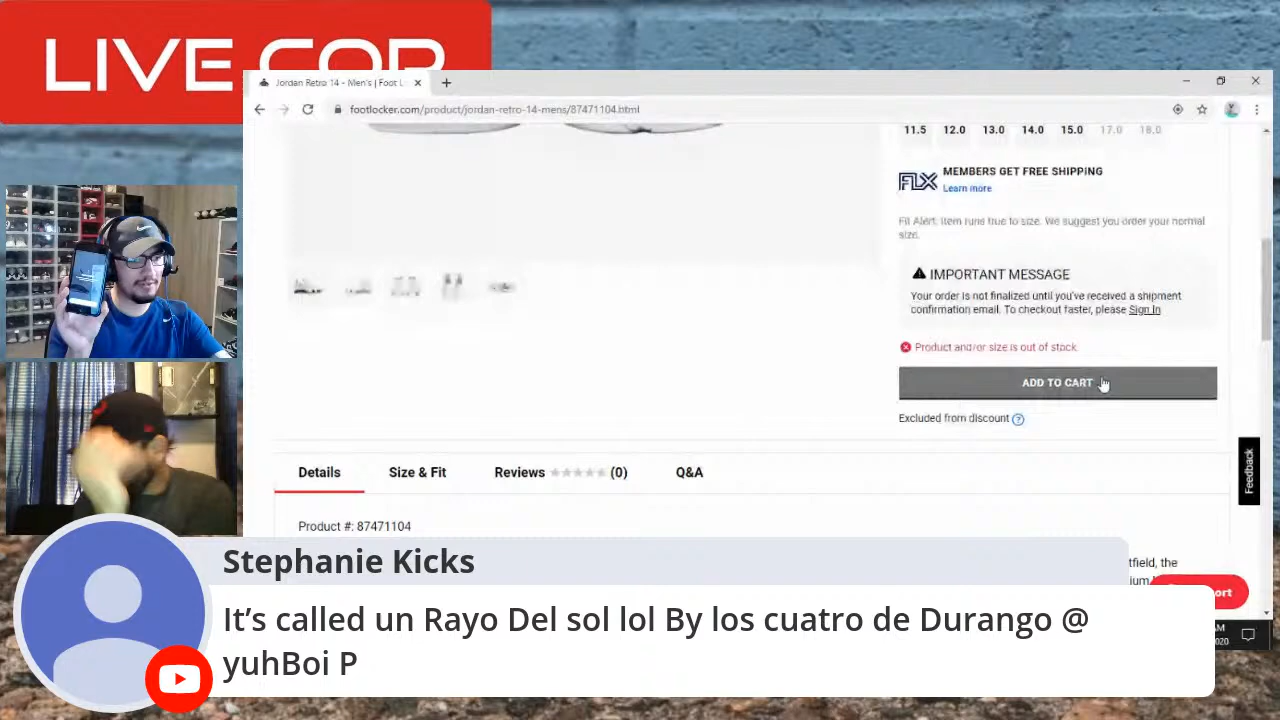 LIVE COP
Jordan Retro 14 - Men's | Foot L
footlocker.com/product/jordan-retro-14-mens/87471104.html
11.5 12.0 13.0 14.0 15.0 17.0 18.0
FLX MEMBERS GET FREE SHIPPING
Learn more
Fit Alert: Item runs true to size. We suggest you order your normal
size.
IMPORTANT MESSAGE
Your order is not finalized until you've received a shipment
confirmation email. To checkout faster, please Sign In
Product and/or size is out of stock.
ADD TO CART
Excluded from discount ?
Details Size & Fit Reviews (0) Q&A
Feedback
Product #: 87471104
Stephanie Kicks
It’s called un Rayo Del sol lol By los cuatro de Durango @
yuhBoi P